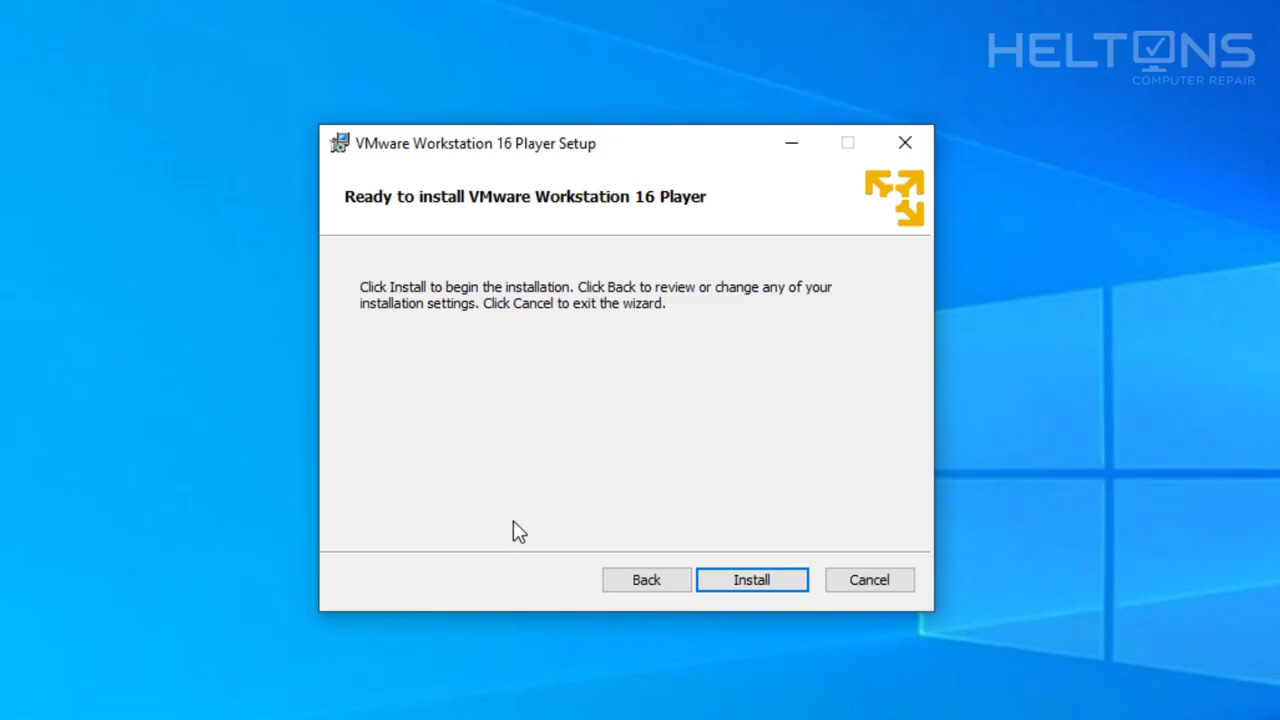 HELTONS
COMPUTER REPAIR
VMware Workstation 16 Player Setup
Ready to install VMware Workstation 16 Player
Click Install to begin the installation. Click Back to review or change any of your
installation settings. Click Cancel to exit the wizard.
Back Install Cancel